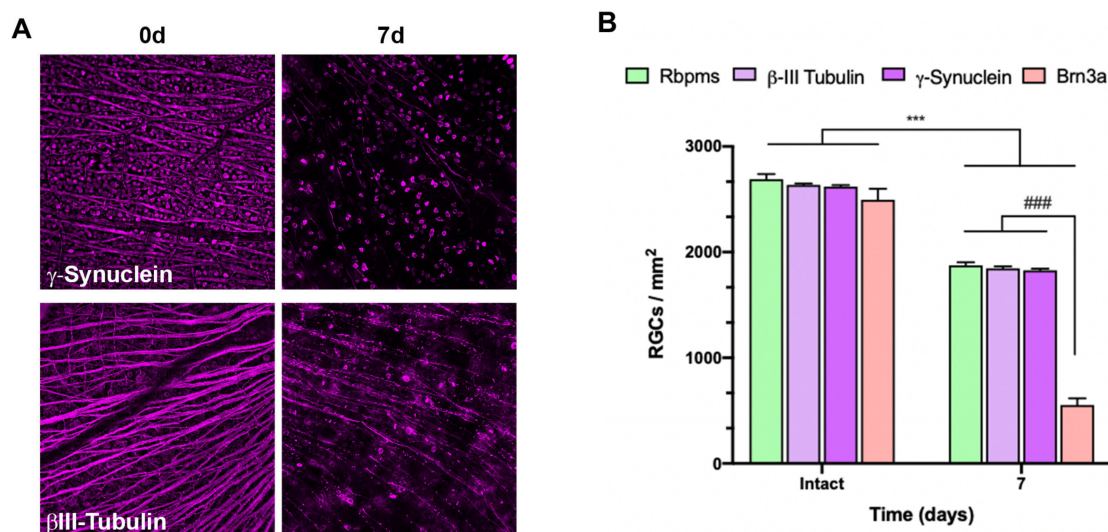 A
0d 7d
γ-Synuclein
βIII-Tubulin
B
Rbpms β-III Tubulin γ-Synuclein Brn3a
***
###
RGCs / mm²
3000
2000
1000
0
Intact 7
Time (days)